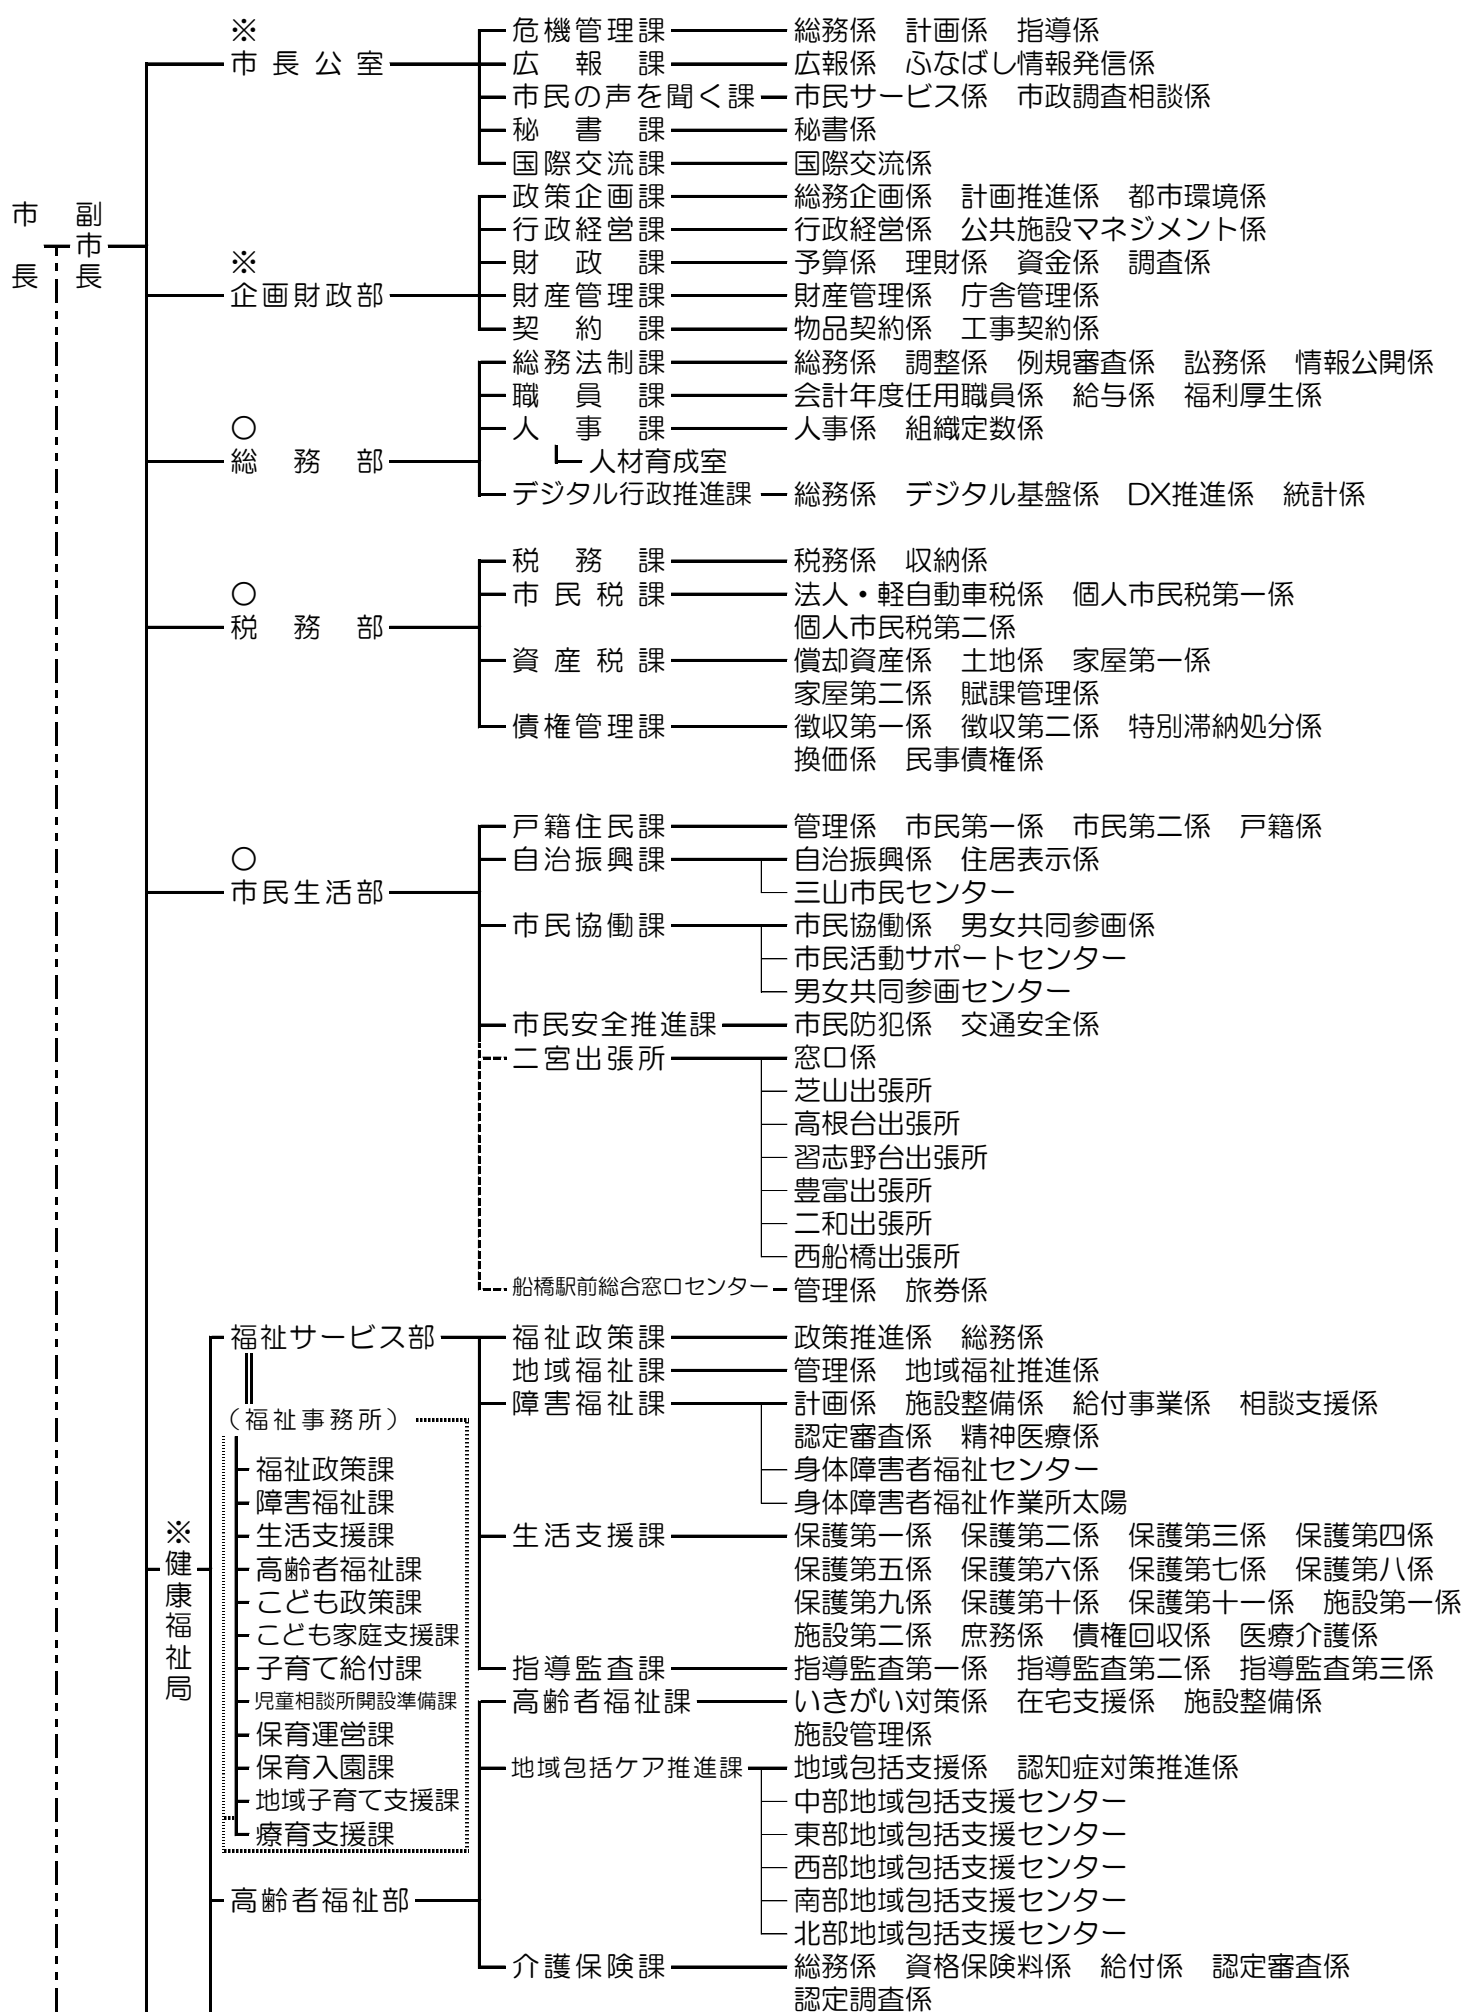 ※
危機管理課 総務係 計画係 指導係
市長公室 広報課 広報係 ふなばし情報発信係
市民の声を聞く課 市民サービス係 市政調査相談係
秘書課 秘書係
国際交流課 国際交流係
政策企画課 総務企画係 計画推進係 都市環境係
市長 副市長
行政経営課 行政経営係 公共施設マネジメント係
※
財政課 予算係 理財係 資金係 調査係
企画財政部 財産管理課 財産管理係 庁舎管理係
契約課 物品契約係 工事契約係
総務法制課 総務係 調整係 例規審査係 訟務係 情報公開係
職員課 会計年度任用職員係 給与係 福利厚生係
○
人事課 人事係 組織定数係
総務部 人材育成室
デジタル行政推進課 総務係 デジタル基盤係 DX推進係 統計係
税務課 税務係 収納係
○
市民税課 法人・軽自動車税係 個人市民税第一係
税務部 個人市民税第二係
資産税課 償却資産係 土地係 家屋第一係
家屋第二係 賦課管理係
債権管理課 徴収第一係 徴収第二係 特別滞納処分係
換価係 民事債権係
戸籍住民課 管理係 市民第一係 市民第二係 戸籍係
○
自治振興課 自治振興係 住居表示係
市民生活部 三山市民センター
市民協働課 市民協働係 男女共同参画係
市民活動サポートセンター
男女共同参画センター
市民安全推進課 市民防犯係 交通安全係
二宮出張所 窓口係
芝山出張所
高根台出張所
習志野台出張所
豊富出張所
二和出張所
西船橋出張所
船橋駅前総合窓口センター 管理係 旅券係
福祉サービス部 福祉政策課 政策推進係 総務係
地域福祉課 管理係 地域福祉推進係
障害福祉課 計画係 施設整備係 給付事業係 相談支援係
（福祉事務所）
認定審査係 精神医療係
福祉政策課 身体障害者福祉センター
障害福祉課 身体障害者福祉作業所太陽
※健康福祉局
生活支援課 生活支援課 保護第一係 保護第二係 保護第三係 保護第四係
高齢者福祉課 保護第五係 保護第六係 保護第七係 保護第八係
こども政策課 保護第九係 保護第十係 保護第十一係 施設第一係
こども家庭支援課 施設第二係 庶務係 債権回収係 医療介護係
子育て給付課 指導監査課 指導監査第一係 指導監査第二係 指導監査第三係
児童相談所開設準備課 高齢者福祉課 いきがい対策係 在宅支援係 施設整備係
保育運営課 施設管理係
保育入園課 地域包括ケア推進課 地域包括支援係 認知症対策推進係
地域子育て支援課 中部地域包括支援センター
療育支援課 東部地域包括支援センター
西部地域包括支援センター
高齢者福祉部 南部地域包括支援センター
北部地域包括支援センター
介護保険課 総務係 資格保険料係 給付係 認定審査係
認定調査係